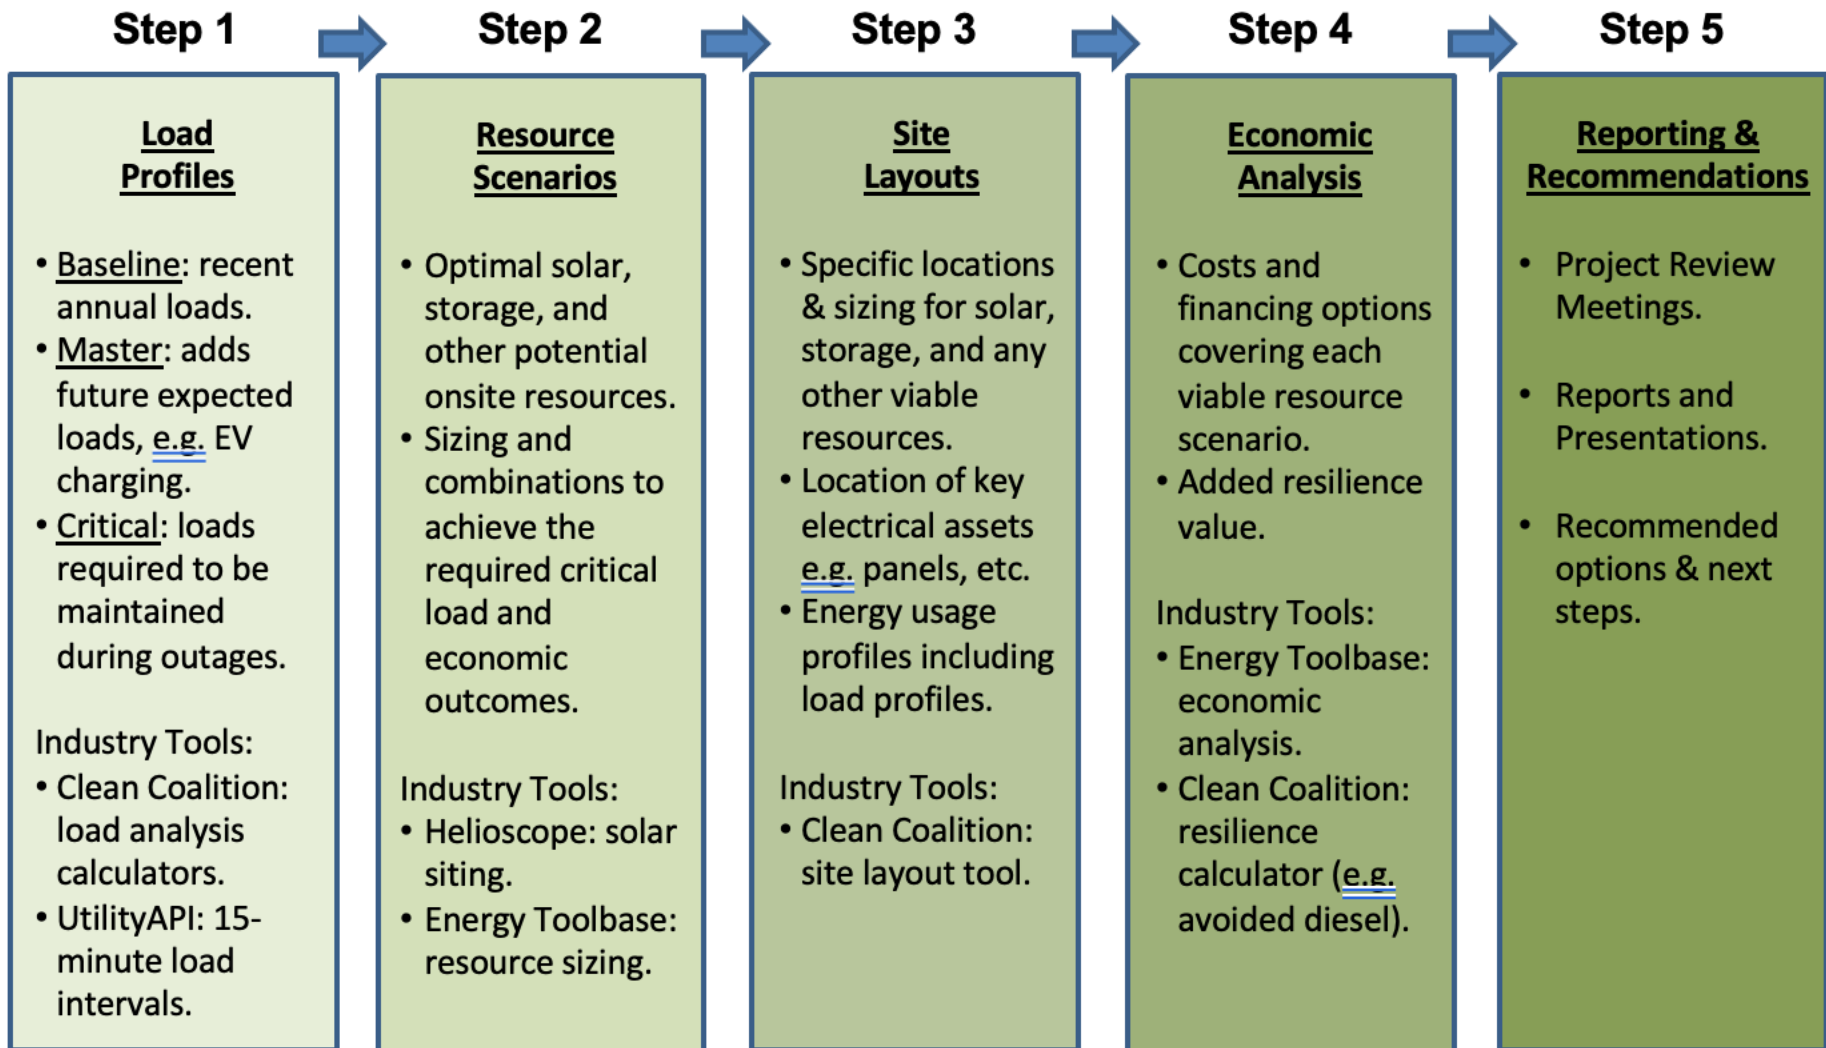 Step 1
Load
Profiles
• Baseline: recent
annual loads.
• Master: adds
future expected
loads, e.g. EV
charging.
• Critical: loads
required to be
maintained
during outages.
Industry Tools:
• Clean Coalition:
load analysis
calculators.
• UtilityAPI: 15-
minute load
intervals.
Step 2
Resource
Scenarios
• Optimal solar,
storage, and
other potential
onsite resources.
• Sizing and
combinations to
achieve the
required critical
load and
economic
outcomes.
Industry Tools:
• Helioscope: solar
siting.
• Energy Toolbase:
resource sizing.
Step 3
Site
Layouts
• Specific locations
& sizing for solar,
storage, and any
other viable
resources.
• Location of key
electrical assets
e.g. panels, etc.
• Energy usage
profiles including
load profiles.
Industry Tools:
• Clean Coalition:
site layout tool.
Step 4
Economic
Analysis
• Costs and
financing options
covering each
viable resource
scenario.
• Added resilience
value.
Industry Tools:
• Energy Toolbase:
economic
analysis.
• Clean Coalition:
resilience
calculator (e.g.
avoided diesel).
Step 5
Reporting &
Recommendations
• Project Review
Meetings.
• Reports and
Presentations.
• Recommended
options & next
steps.